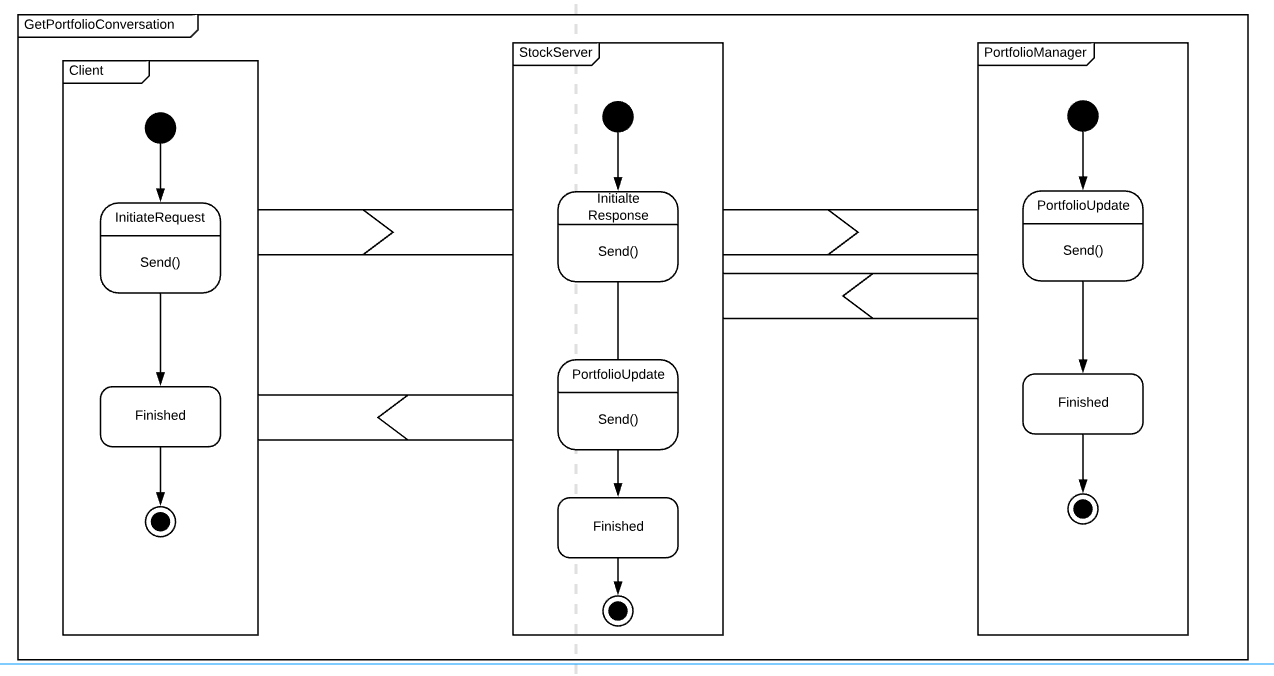 GetPortfolioConversation
Client
InitiateRequest
Send()
Finished
StockServer
Initialte
Response
Send()
PortfolioUpdate
Send()
Finished
PortfolioManager
PortfolioUpdate
Send()
Finished